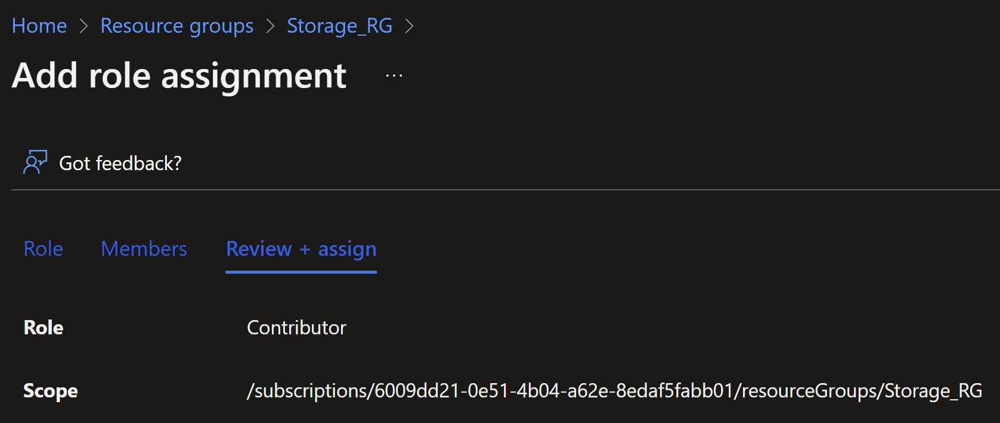 Home > Resource groups > Storage_RG >
Add role assignment ...
Got feedback?
Role Members Review + assign
Role Contributor
Scope /subscriptions/6009dd21-0e51-4b04-a62e-8edaf5fabb01/resourceGroups/Storage_RG